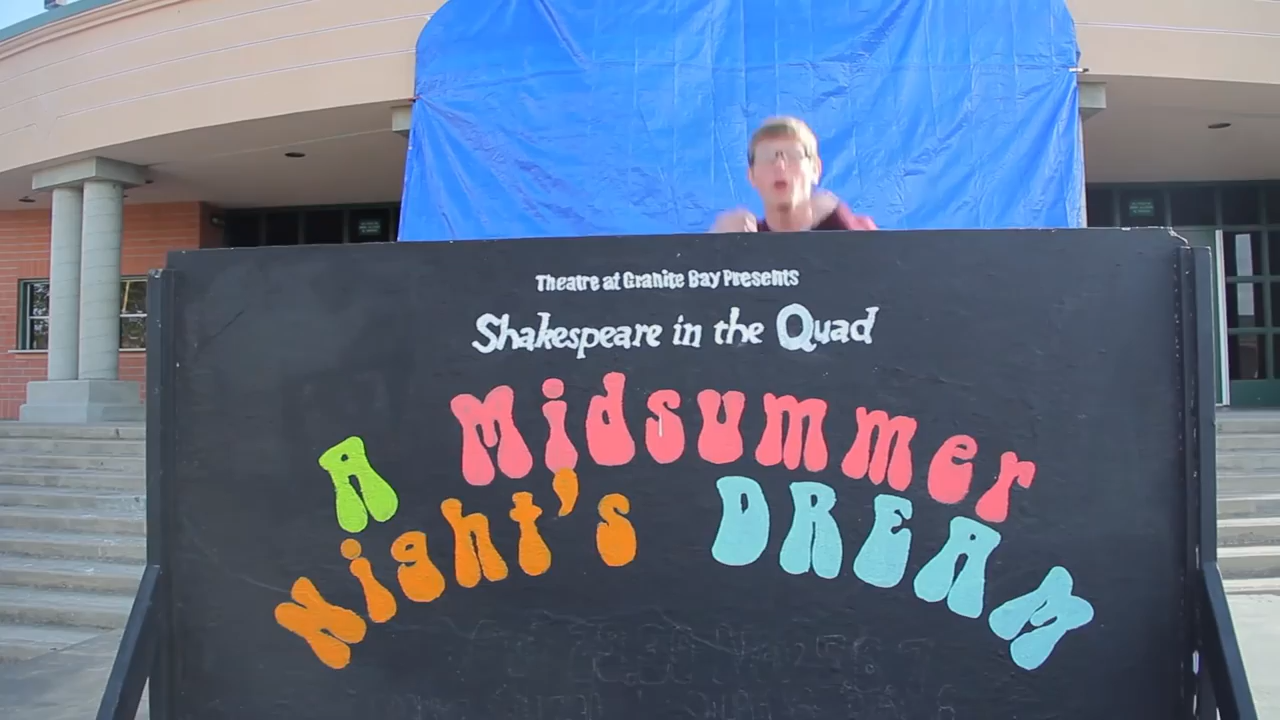 Theatre at Granite Bay Presents
Shakespeare in the Quad
A Midsummer
Night's DREAM